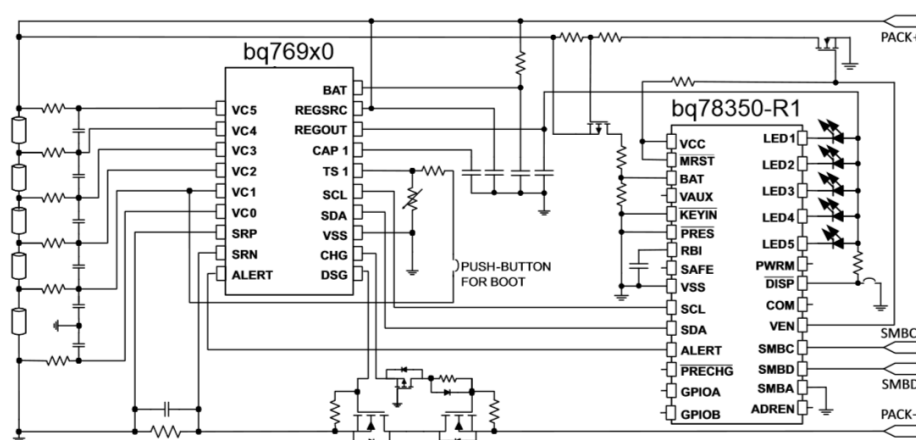 PACK+
bq769x0
bq78350-R1
BAT
REGSRC
REGOUT
CAP 1
TS 1
SCL
SDA
VSS
CHG
DSG
VC5
VC4
VC3
VC2
VC1
VC0
SRP
SRN
ALERT
PUSH-BUTTON
FOR BOOT
VCC
MRST
BAT
VAUX
KEYIN
PRES
RBI
SAFE
VSS
SCL
SDA
ALERT
PRECHG
GPIOA
GPIOB
LED1
LED2
LED3
LED4
LED5
PWRM
DISP
COM
VEN
SMBC
SMBD
SMBA
ADREN
SMBC
SMBD
PACK-